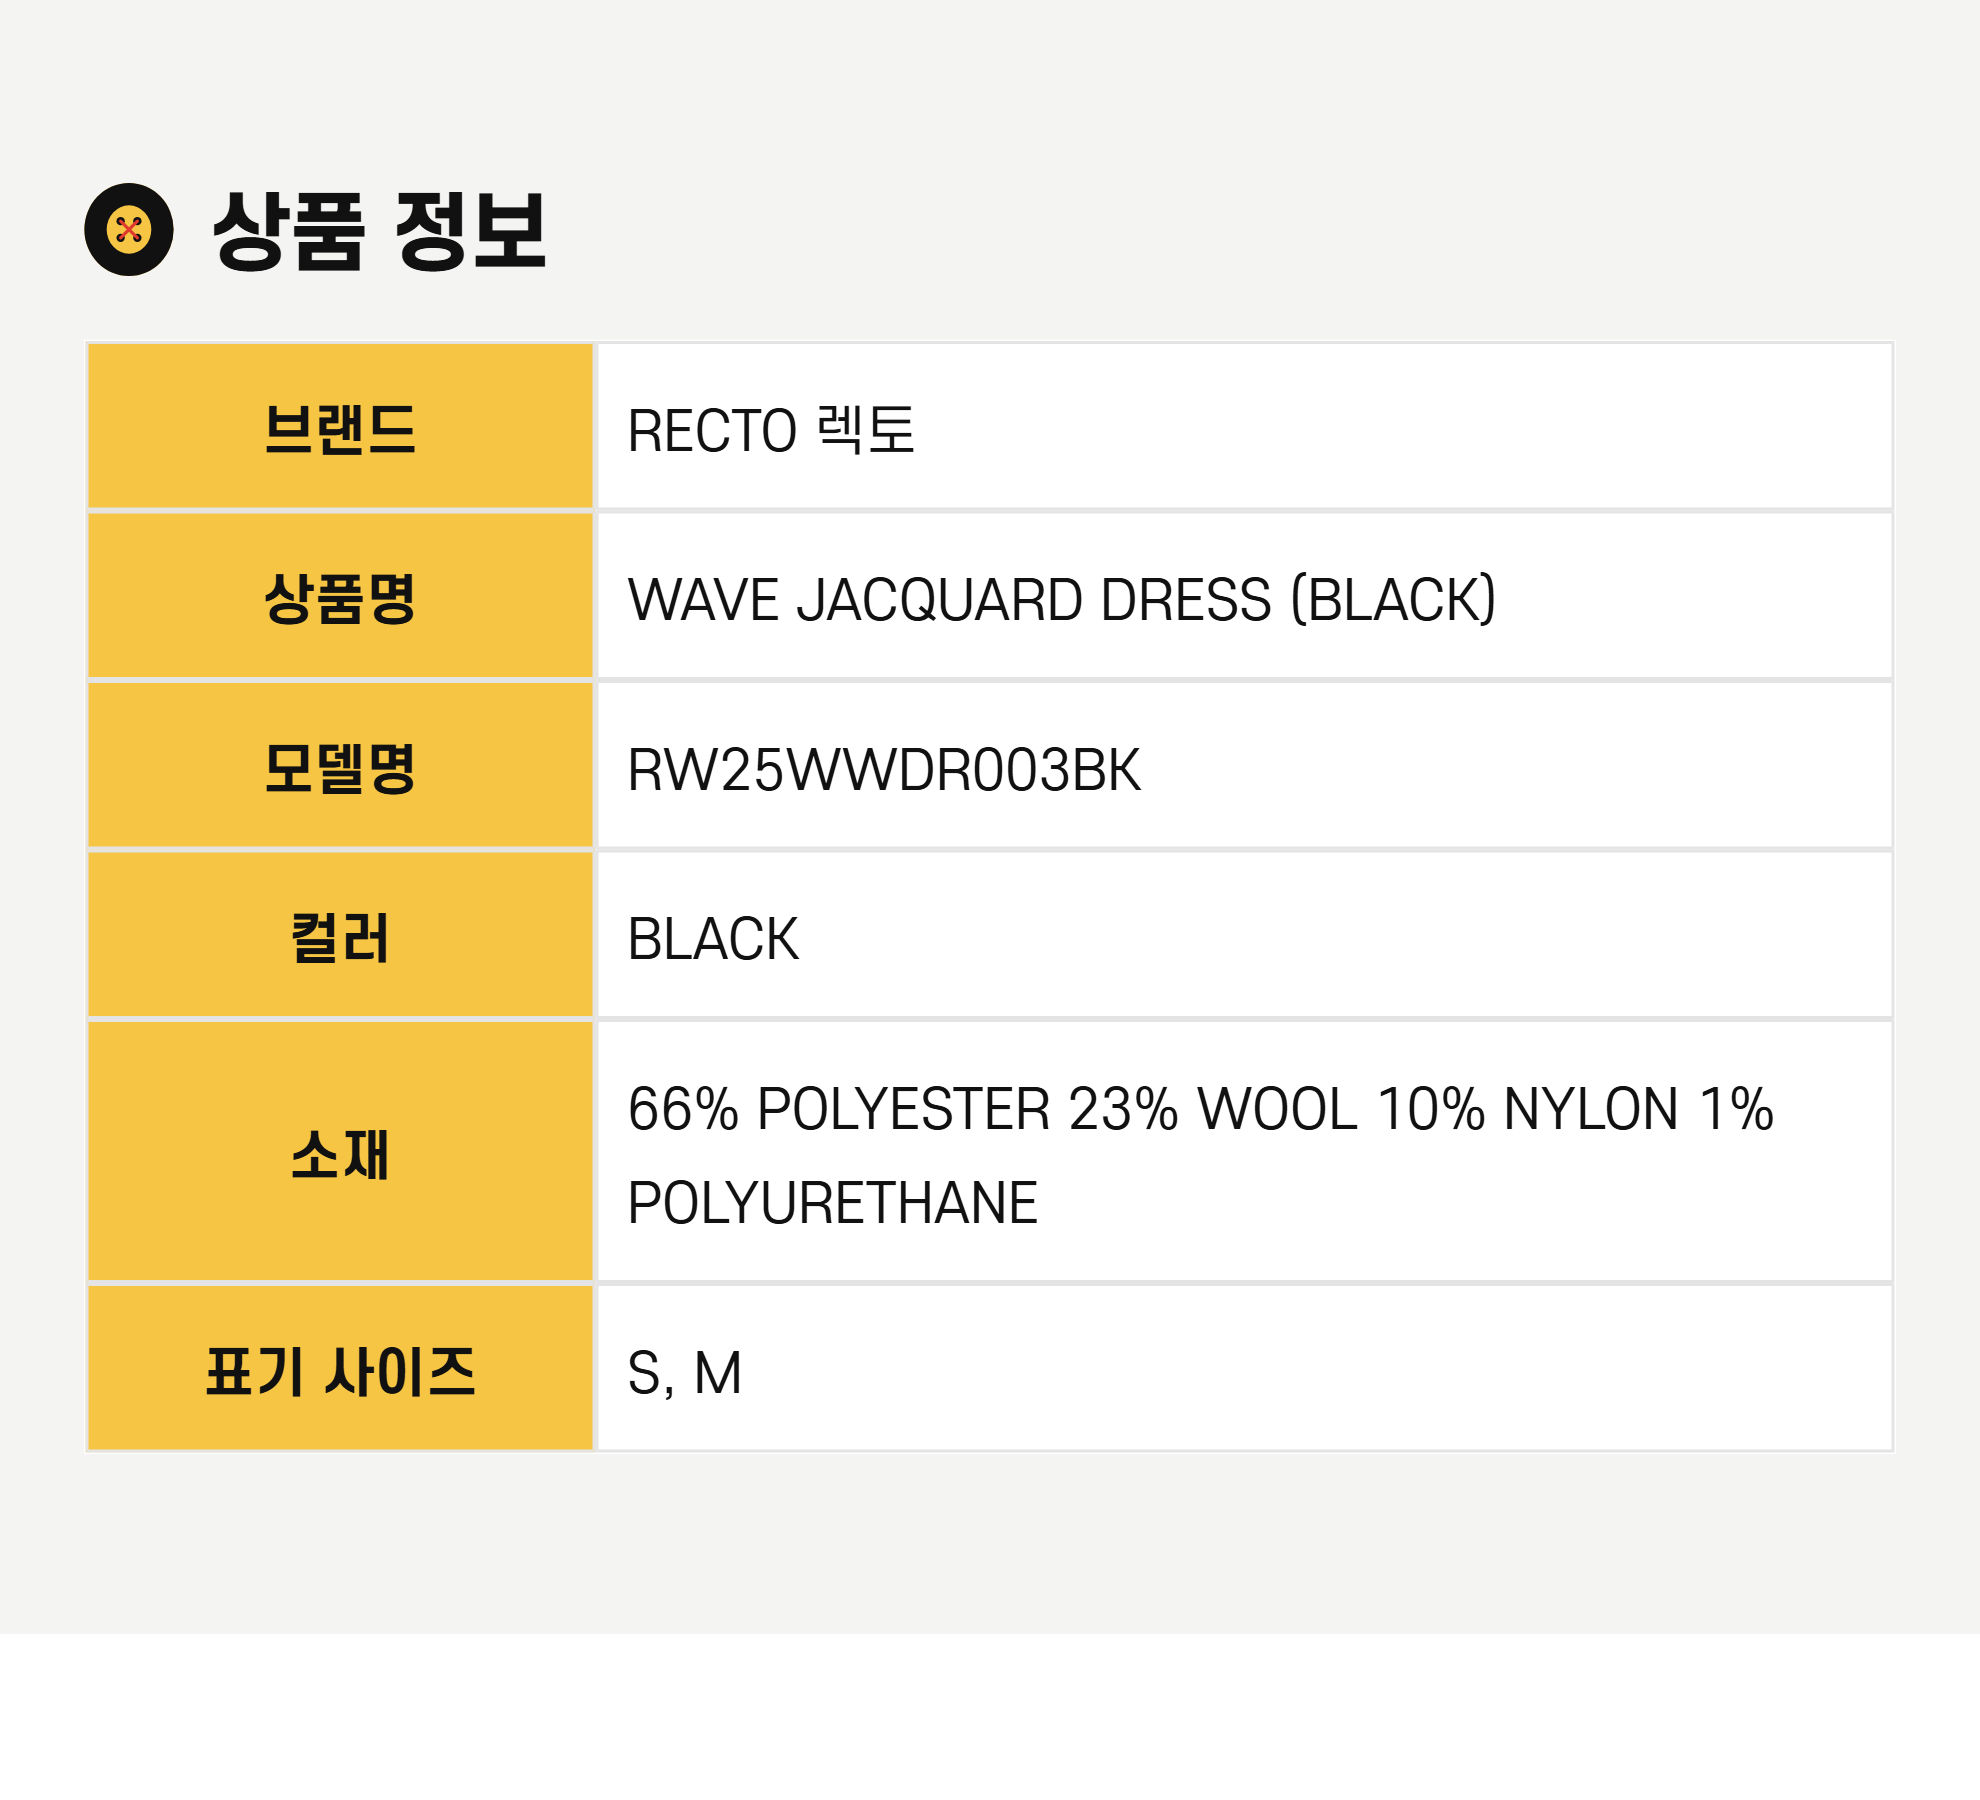 상품 정보
브랜드
RECTO 렉토
상품명
WAVE JACQUARD DRESS (BLACK)
모델명
RW25WWDR003BK
컬러
BLACK
소재
66% POLYESTER 23% WOOL 10% NYLON 1%
POLYURETHANE
표기 사이즈
S, M